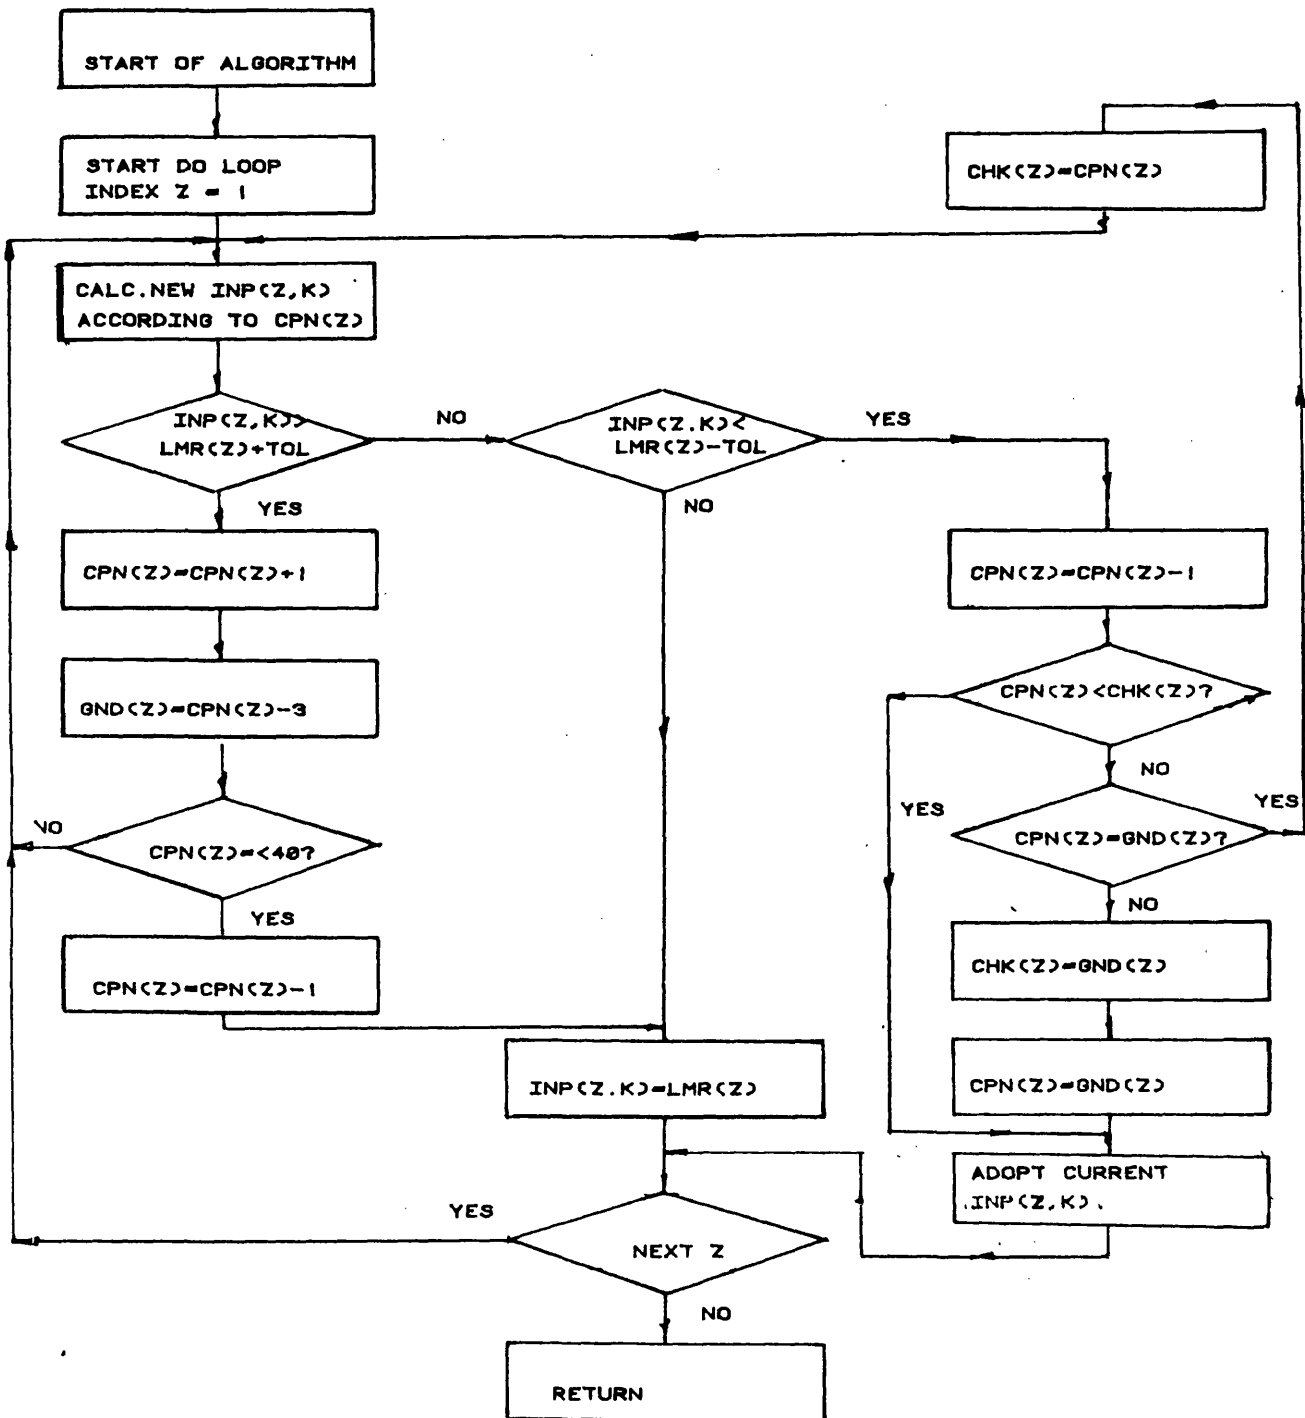 START OF ALGORITHM
START DO LOOP
INDEX Z = 1
CHK(Z)=CPN(Z)
CALC.NEW INP(Z,K)
ACCORDING TO CPN(Z)
INP(Z,K)>
LMR(Z)+TOL
NO
INP(Z.K)<
LMR(Z)-TOL
YES
YES
NO
CPN(Z)=CPN(Z)+1
CPN(Z)=CPN(Z)-1
GND(Z)=CPN(Z)-3
CPN(Z)<CHK(Z)?
NO
YES
YES
NO
CPN(Z)=<40?
CPN(Z)=GND(Z)?
YES
NO
CPN(Z)=CPN(Z)-1
CHK(Z)=GND(Z)
INP(Z.K)=LMR(Z)
CPN(Z)=GND(Z)
ADOPT CURRENT
INP(Z,K).
YES
NEXT Z
NO
RETURN